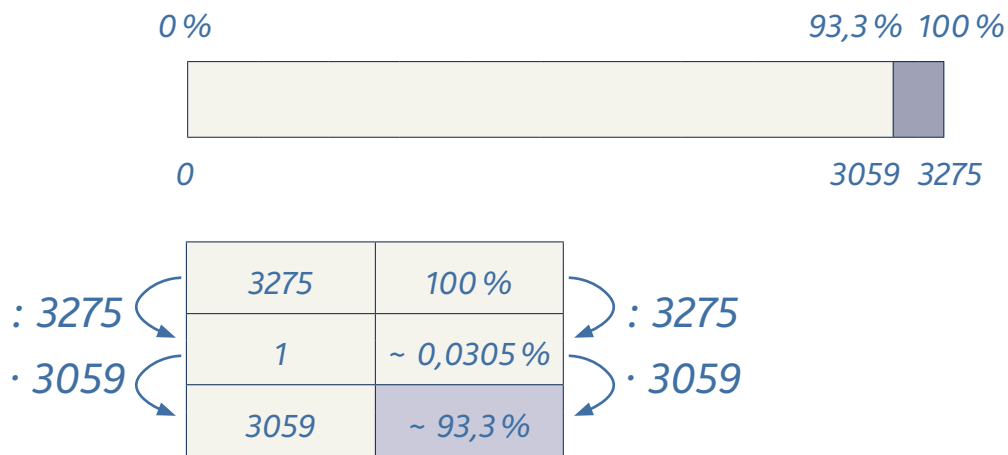 0 % 93,3 % 100 %
0 3059 3275
3275 100 %
: 3275 : 3275
1 ~ 0,0305 %
· 3059 · 3059
3059 ~ 93,3 %